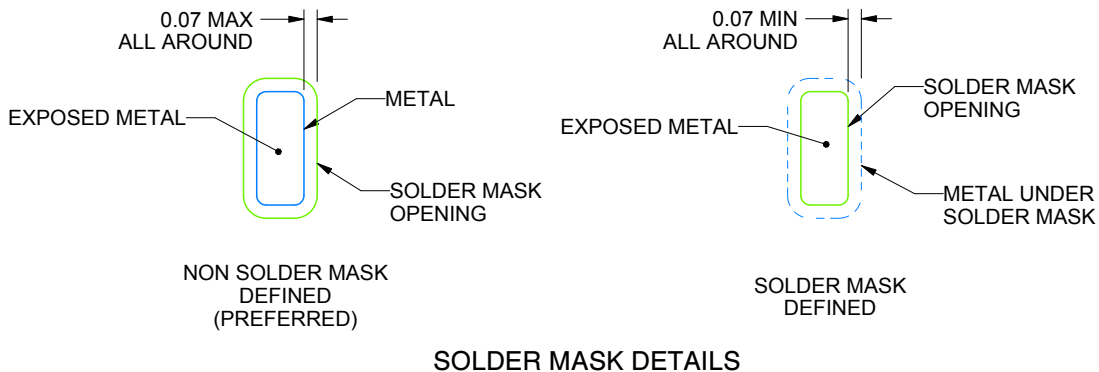 0.07 MAX
ALL AROUND
METAL
EXPOSED METAL
SOLDER MASK
OPENING
NON SOLDER MASK
DEFINED
(PREFERRED)
0.07 MIN
ALL AROUND
SOLDER MASK
OPENING
EXPOSED METAL
METAL UNDER
SOLDER MASK
SOLDER MASK
DEFINED
SOLDER MASK DETAILS